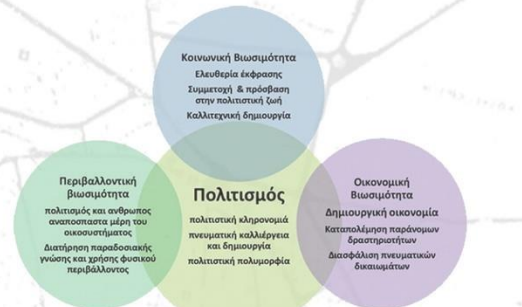 Κοινωνική Βιωσιμότητα
Ελευθερία έκφρασης
Συμμετοχή & πρόσβαση
στην πολιτιστική ζωή
Καλλιτεχνική δημιουργία
Περιβαλλοντική
βιωσιμότητα
πολιτισμός και ανθρωπος
αναποσπαστα μέρη του
οικοσυστήματος
Διατήρηση παραδοσιακής
γνώσης και χρήσης φυσικού
περιβάλλοντος
Πολιτισμός
πολιτιστική κληρονομιά
πνευματική καλλιέργεια
και δημιουργία
πολιτιστική πολυμορφία
Οικονομική
Βιωσιμότητα
Δημιουργική οικονομία
Καταπολέμηση παράνομων
δραστηριοτήτων
Διασφάλιση πνευματικών
δικαιωμάτων